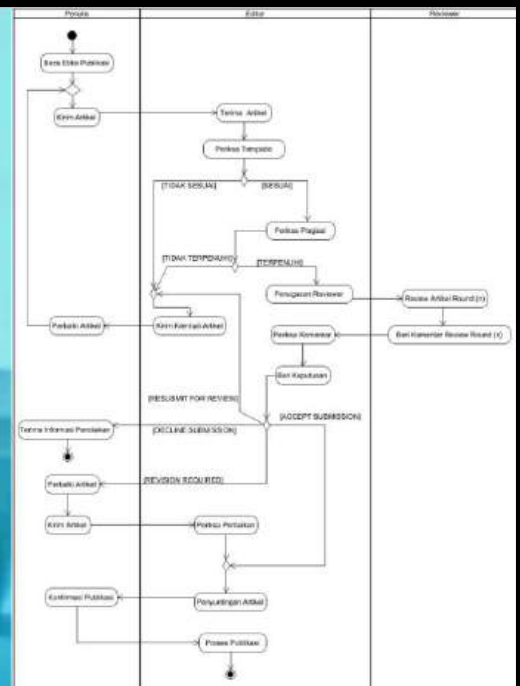 Penulis
Editor
Reviewer
Baca Etika Publikasi
Kirim Artikel
Terima Artikel
Periksa Template
[TIDAK SESUAI]
[SESUAI]
Periksa Plagiasi
[TIDAK TERPENUHI]
[TERPENUHI]
Penugasan Reviewer
Review Artikel Round (n)
Perbaiki Artikel
Kirim Kembali Artikel
Periksa Komentar
Beri Komentar Review Round (n)
Beri Keputusan
[RESUBMIT FOR REVIEW]
[ACCEPT SUBMISSION]
Terima Informasi Penolakan
[DECLINE SUBMISSION]
Perbaiki Artikel
[REVISION REQUIRED]
Kirim Artikel
Periksa Perbaikan
Konfirmasi Publikasi
Penyuntingan Artikel
Proses Publikasi